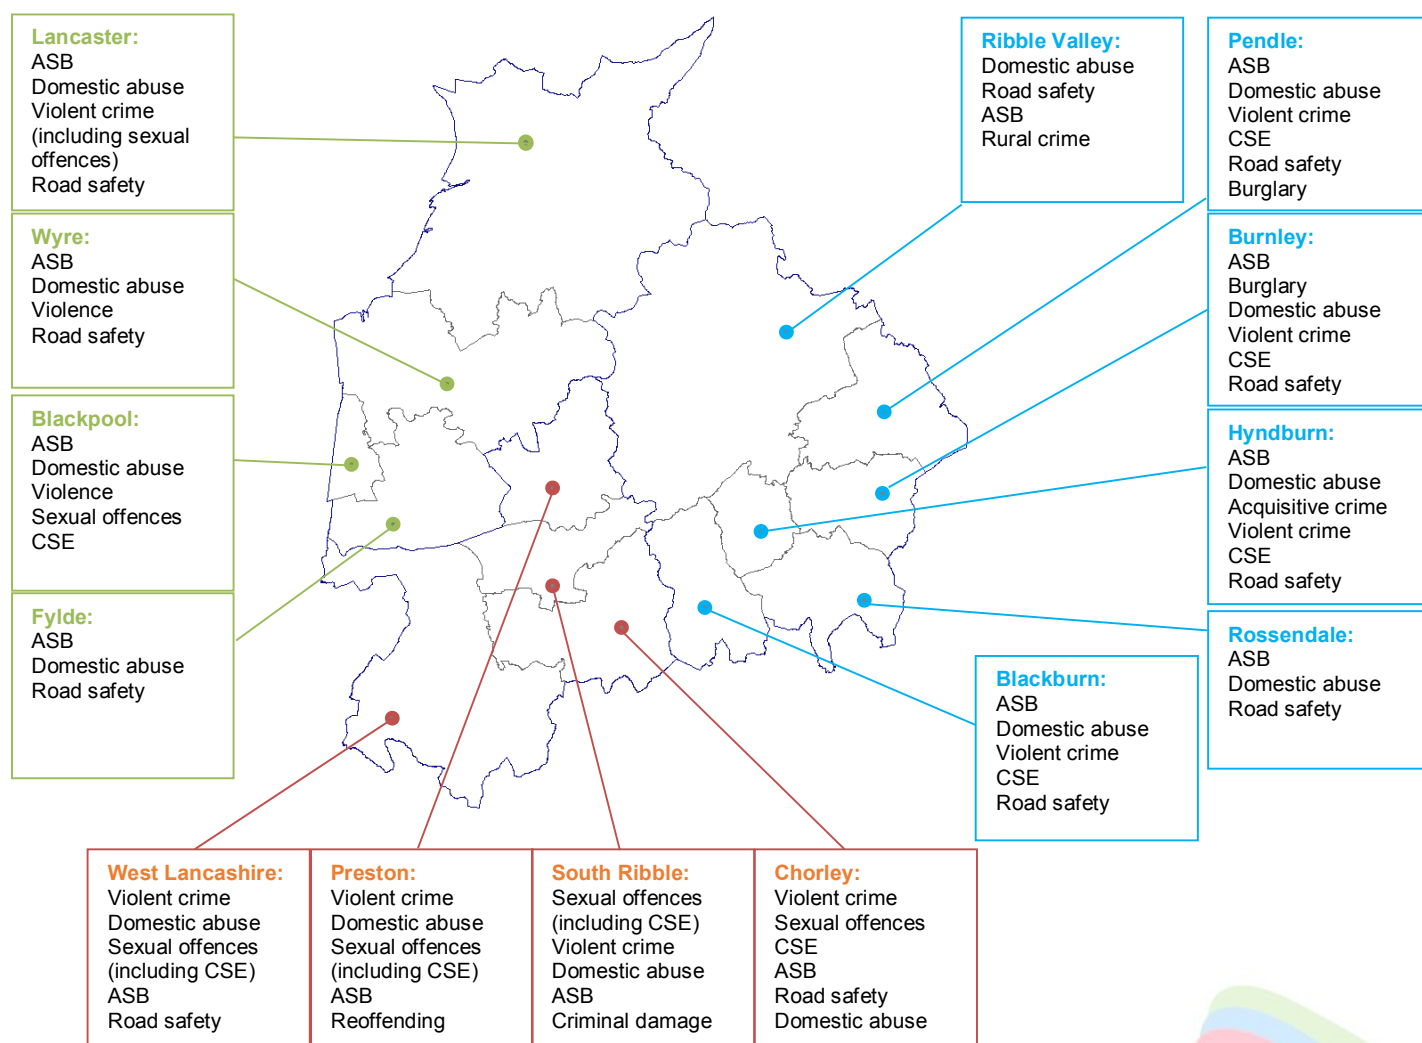 Lancaster:
ASB
Domestic abuse
Violent crime
(including sexual
offences)
Road safety
Wyre:
ASB
Domestic abuse
Violence
Road safety
Blackpool:
ASB
Domestic abuse
Violence
Sexual offences
CSE
Fylde:
ASB
Domestic abuse
Road safety
Ribble Valley:
Domestic abuse
Road safety
ASB
Rural crime
Pendle:
ASB
Domestic abuse
Violent crime
CSE
Road safety
Burglary
Burnley:
ASB
Burglary
Domestic abuse
Violent crime
CSE
Road safety
Hyndburn:
ASB
Domestic abuse
Acquisitive crime
Violent crime
CSE
Road safety
Rossendale:
ASB
Domestic abuse
Road safety
Blackburn:
ASB
Domestic abuse
Violent crime
CSE
Road safety
West Lancashire:
Violent crime
Domestic abuse
Sexual offences
(including CSE)
ASB
Road safety
Preston:
Violent crime
Domestic abuse
Sexual offences
(including CSE)
ASB
Reoffending
South Ribble:
Sexual offences
(including CSE)
Violent crime
Domestic abuse
ASB
Criminal damage
Chorley:
Violent crime
Sexual offences
CSE
ASB
Road safety
Domestic abuse